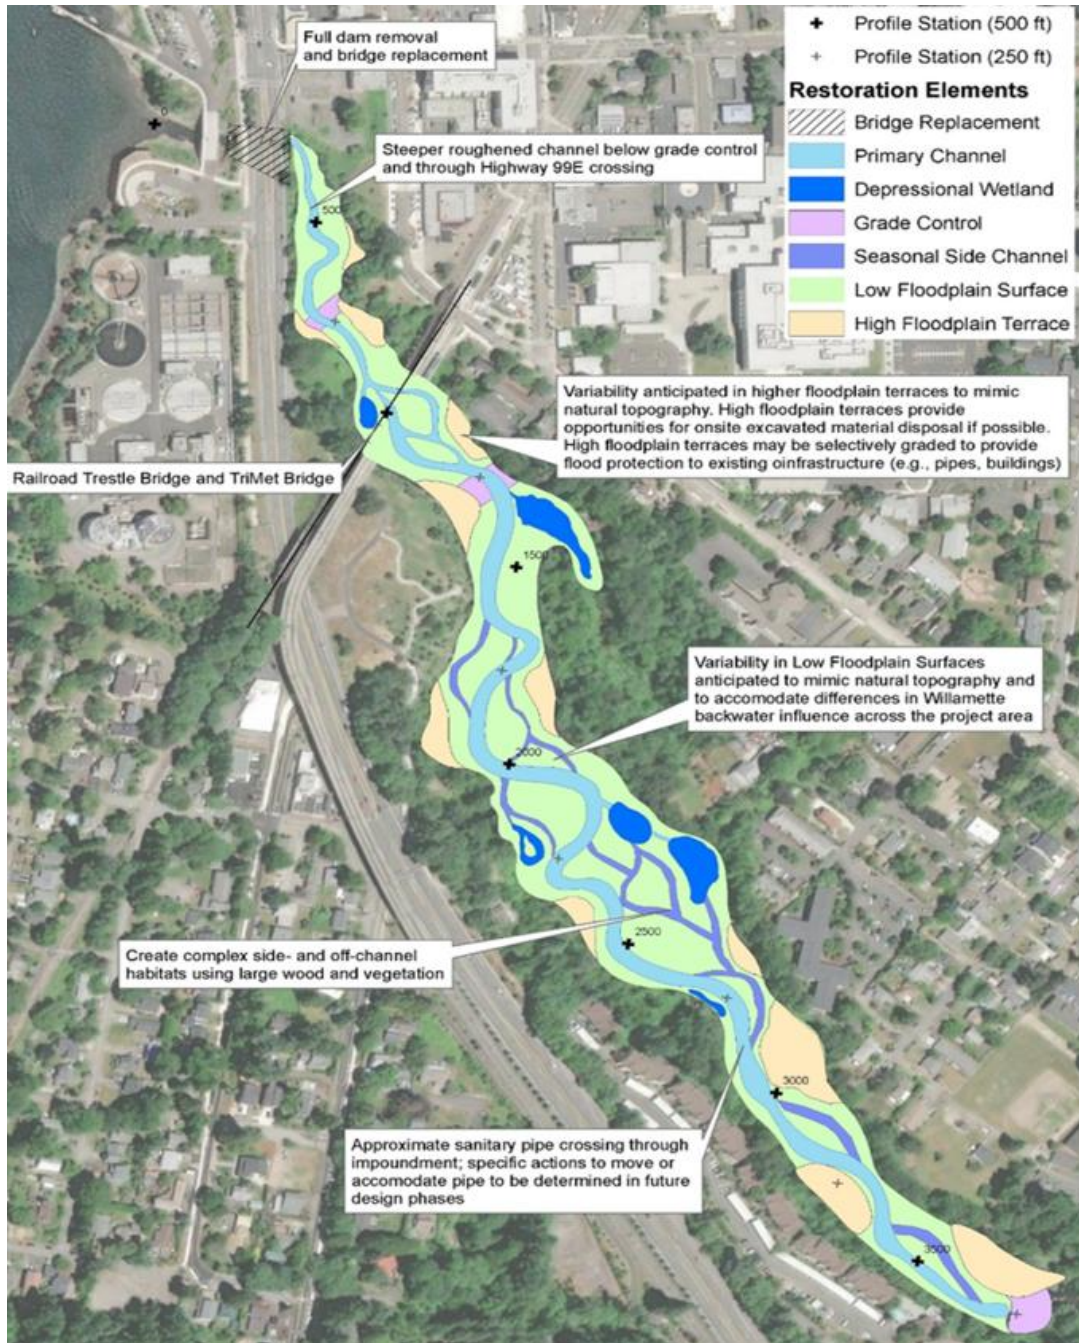 Full dam removal
and bridge replacement
Profile Station (500 ft)
Profile Station (250 ft)
Restoration Elements
Bridge Replacement
Primary Channel
Depressional Wetland
Grade Control
Seasonal Side Channel
Low Floodplain Surface
High Floodplain Terrace
0
Steeper roughened channel below grade control
and through Highway 99E crossing
500
Variability anticipated in higher floodplain terraces to mimic
natural topography. High floodplain terraces provide
opportunities for onsite excavated material disposal if possible.
High floodplain terraces may be selectively graded to provide
flood protection to existing oinfrastructure (e.g., pipes, buildings)
Railroad Trestle Bridge and TriMet Bridge
1500
Variability in Low Floodplain Surfaces
anticipated to mimic natural topography and
to accomodate differences in Willamette
backwater influence across the project area
2000
2500
Create complex side- and off-channel
habitats using large wood and vegetation
3000
Approximate sanitary pipe crossing through
impoundment; specific actions to move or
accomodate pipe to be determined in future
design phases
3500